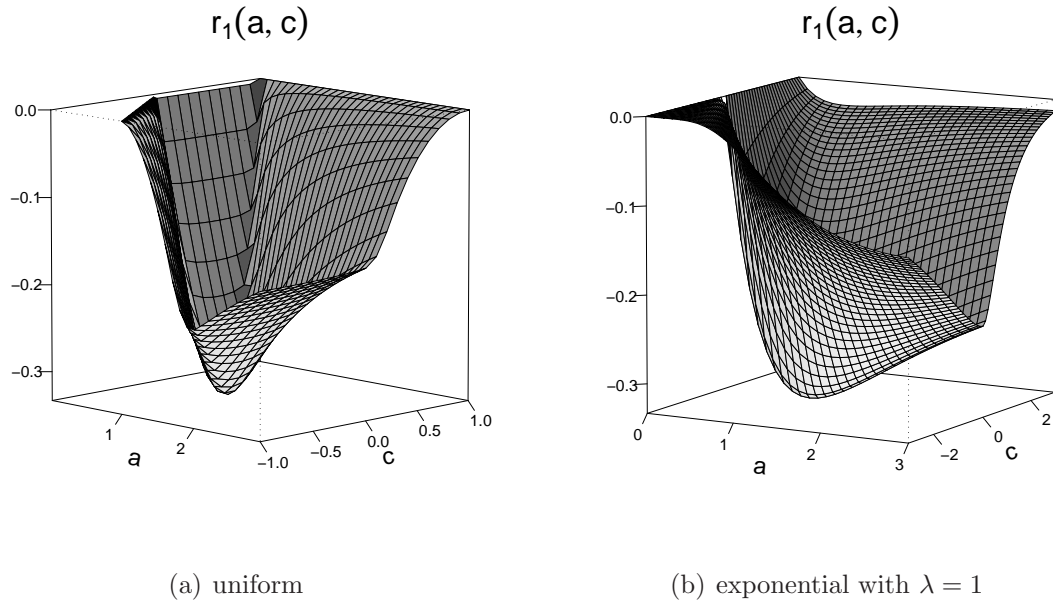 r1(a, c)
0.0
−0.1
−0.2
−0.3
1
2
a
−1.0
−0.5
0.0
0.5
1.0
c
(a) uniform
r1(a, c)
0.0
−0.1
−0.2
−0.3
0
1
2
3
a
−2
0
2
c
(b) exponential with λ = 1